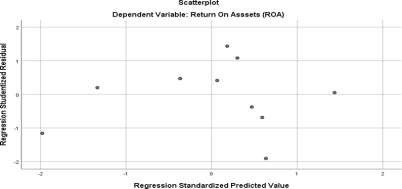 Scatterplot
Dependent Variable: Return On Asssets (ROA)
Regression Studentized Residual
2
1
0
-1
-2
-2
-1
0
1
2
Regression Standardized Predicted Value